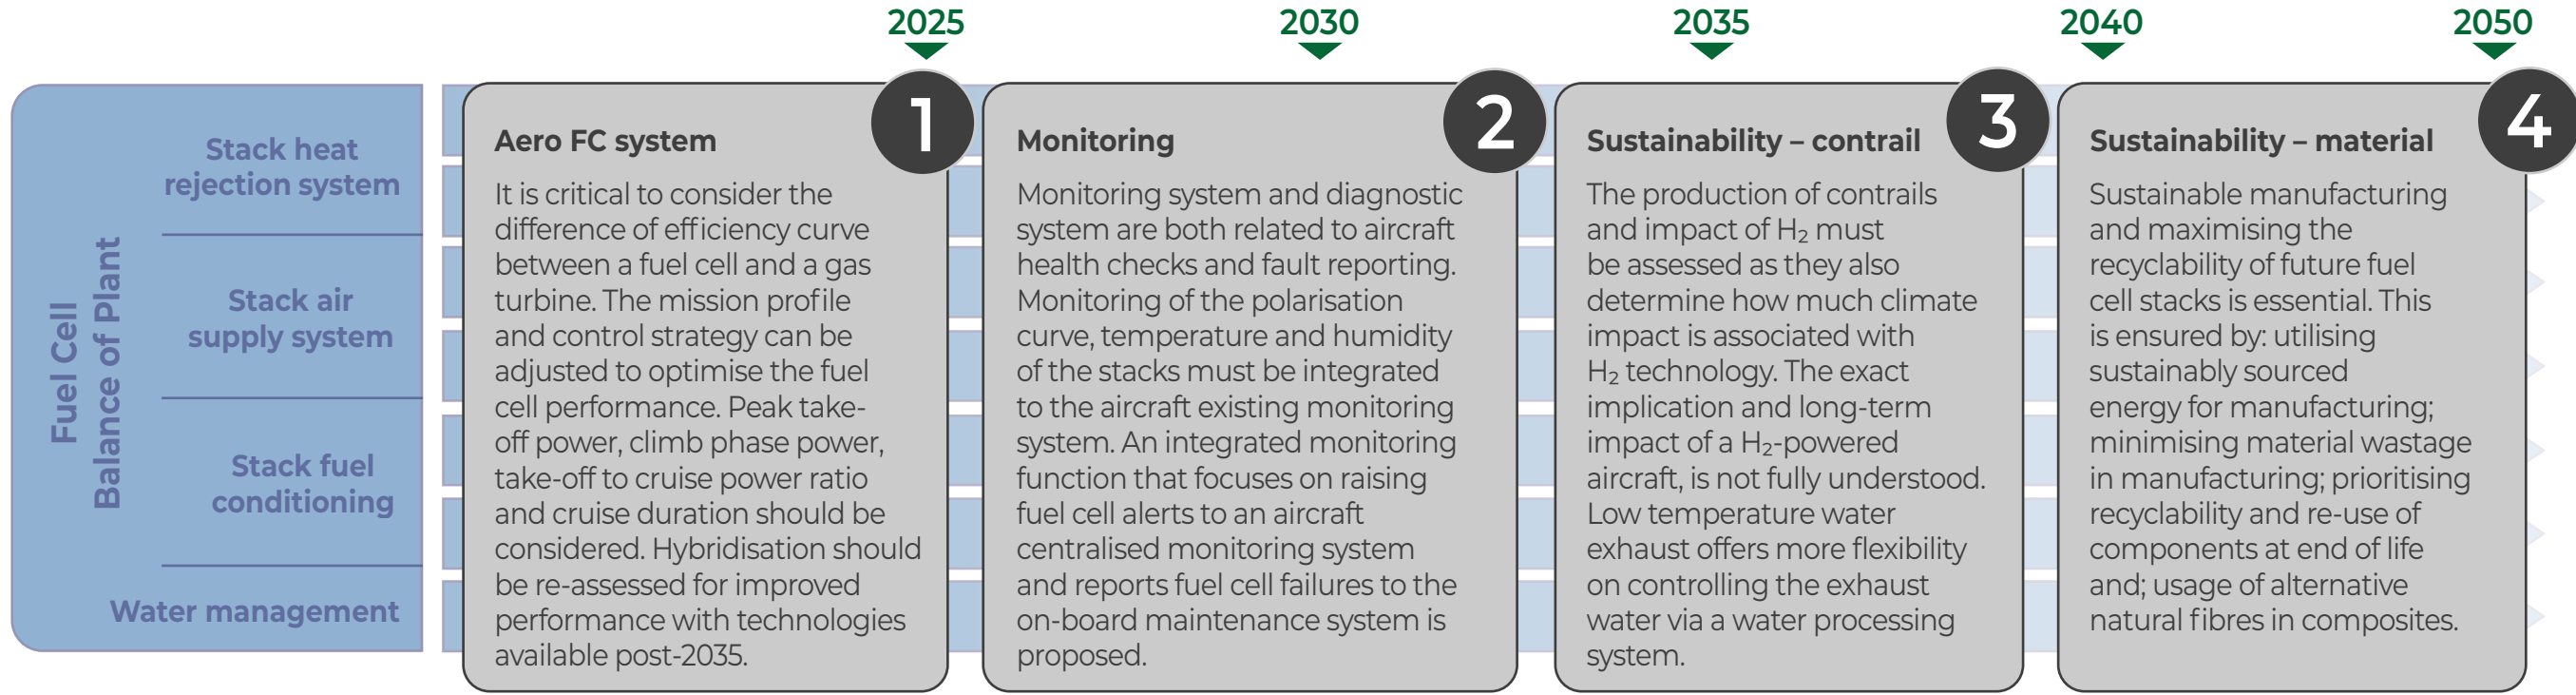 2025
2030
2035
2040
2050
Fuel Cell
Balance of Plant
Stack heat
rejection system
Stack air
supply system
Stack fuel
conditioning
Water management
1
Aero FC system
It is critical to consider the
difference of efficiency curve
between a fuel cell and a gas
turbine. The mission profile
and control strategy can be
adjusted to optimise the fuel
cell performance. Peak take-
off power, climb phase power,
take-off to cruise power ratio
and cruise duration should be
considered. Hybridisation should
be re-assessed for improved
performance with technologies
available post-2035.
2
Monitoring
Monitoring system and diagnostic
system are both related to aircraft
health checks and fault reporting.
Monitoring of the polarisation
curve, temperature and humidity
of the stacks must be integrated
to the aircraft existing monitoring
system. An integrated monitoring
function that focuses on raising
fuel cell alerts to an aircraft
centralised monitoring system
and reports fuel cell failures to the
on-board maintenance system is
proposed.
3
Sustainability – contrail
The production of contrails
and impact of H₂ must
be assessed as they also
determine how much climate
impact is associated with
H₂ technology. The exact
implication and long-term
impact of a H₂-powered
aircraft, is not fully understood.
Low temperature water
exhaust offers more flexibility
on controlling the exhaust
water via a water processing
system.
4
Sustainability – material
Sustainable manufacturing
and maximising the
recyclability of future fuel
cell stacks is essential. This
is ensured by: utilising
sustainably sourced
energy for manufacturing;
minimising material wastage
in manufacturing; prioritising
recyclability and re-use of
components at end of life
and; usage of alternative
natural fibres in composites.